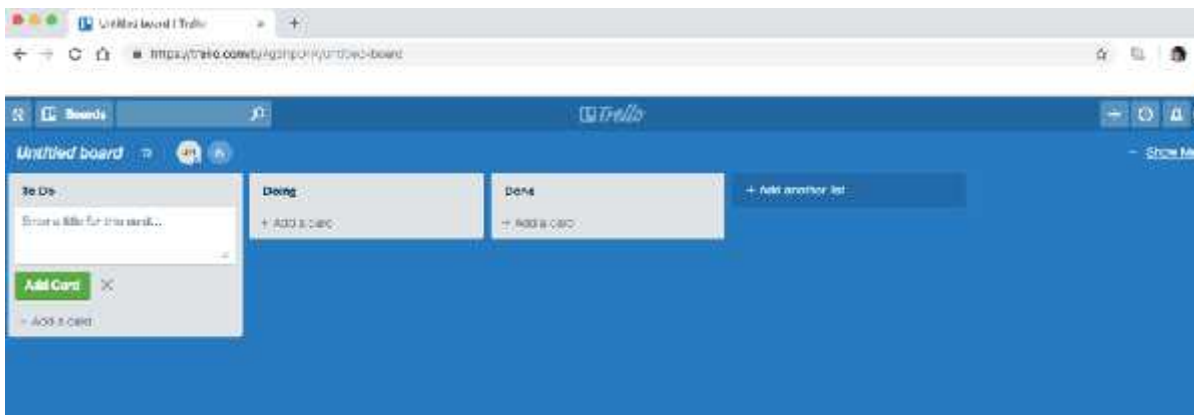 Untitled board | Trello
Boards
Trello
Untitled board
Show Me
To Do
Enter a title for this card...
Add Card
+ Add a card
Doing
+ Add a card
Done
+ Add a card
+ Add another list